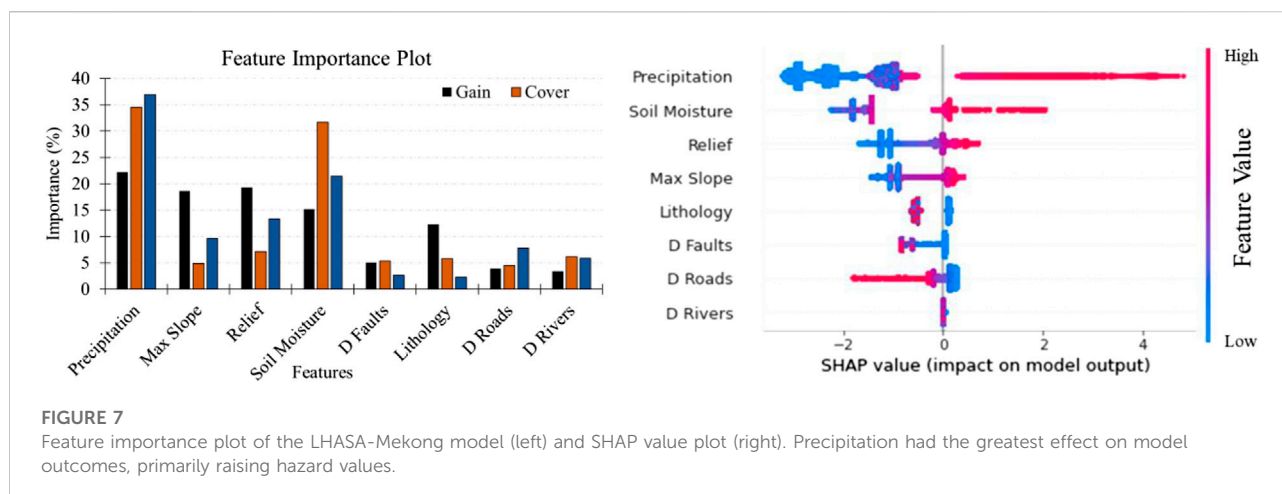 Feature Importance Plot
Gain Cover
Importance (%)
40
35
30
25
20
15
10
5
0
Precipitation
Max Slope
Relief
Soil Moisture
D Faults
Lithology
D Roads
D Rivers
Features
Precipitation
Soil Moisture
Relief
Max Slope
Lithology
D Faults
D Roads
D Rivers
−2 0 2 4
SHAP value (impact on model output)
High
Feature Value
Low
FIGURE 7
Feature importance plot of the LHASA-Mekong model (left) and SHAP value plot (right). Precipitation had the greatest effect on model
outcomes, primarily raising hazard values.